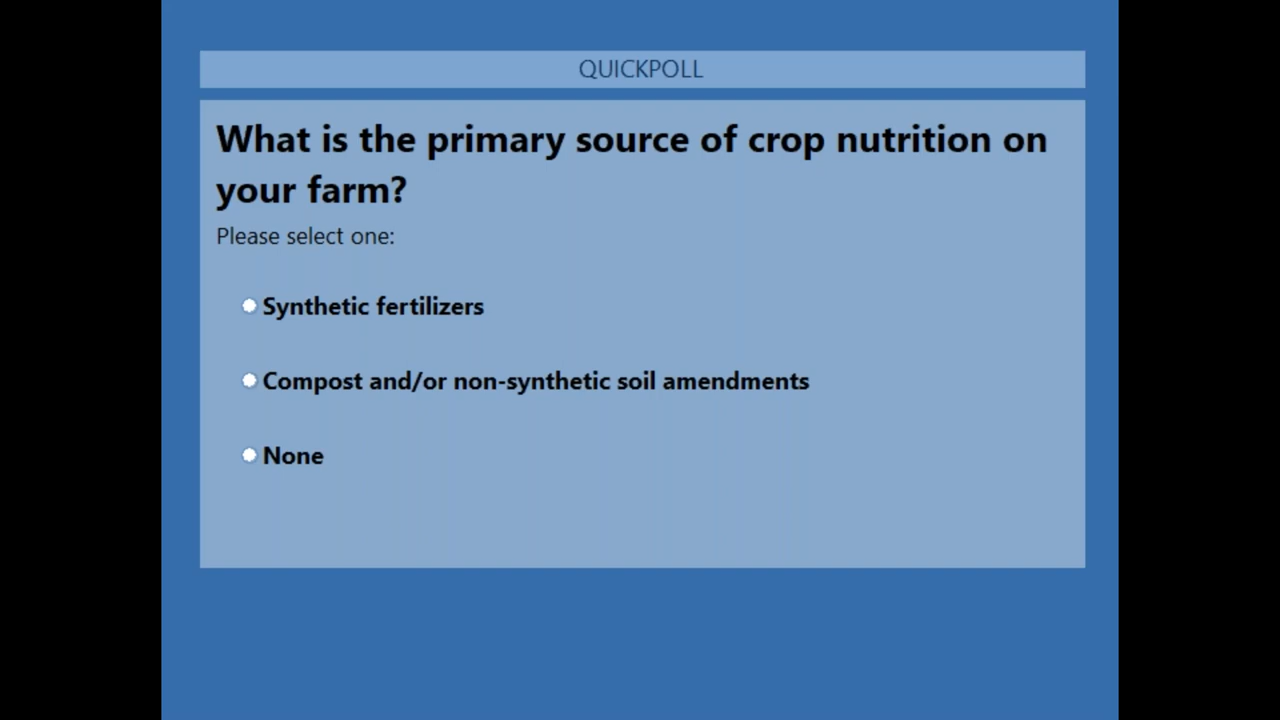 QUICKPOLL
What is the primary source of crop nutrition on
your farm?
Please select one:
Synthetic fertilizers
Compost and/or non-synthetic soil amendments
None